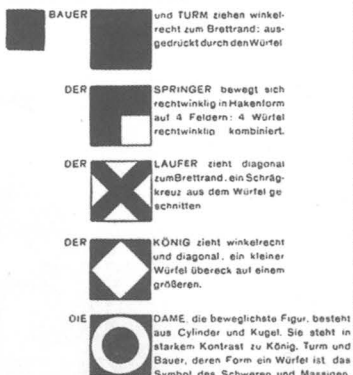 BAUER und TURM ziehen winkel-
recht zum Brettrand: aus-
gedrückt durch den Würfel
DER SPRINGER bewegt sich
rechtwinklig in Hakenform
auf 4 Feldern: 4 Würfel
rechtwinklig kombiniert.
DER LÄUFER zieht diagonal
zum Brettrand. ein Schräg-
kreuz aus dem Würfel ge
schnitten
DER KÖNIG zieht winkelrecht
und diagonal. ein kleiner
Würfel übereck auf einem
größeren.
DIE DAME, die beweglichste Figur, besteht
aus Cylinder und Kugel. Sie steht in
starkem Kontrast zu König, Turm und
Bauer, deren Form ein Würfel ist, das
Symbol des Schweren und Massigen.